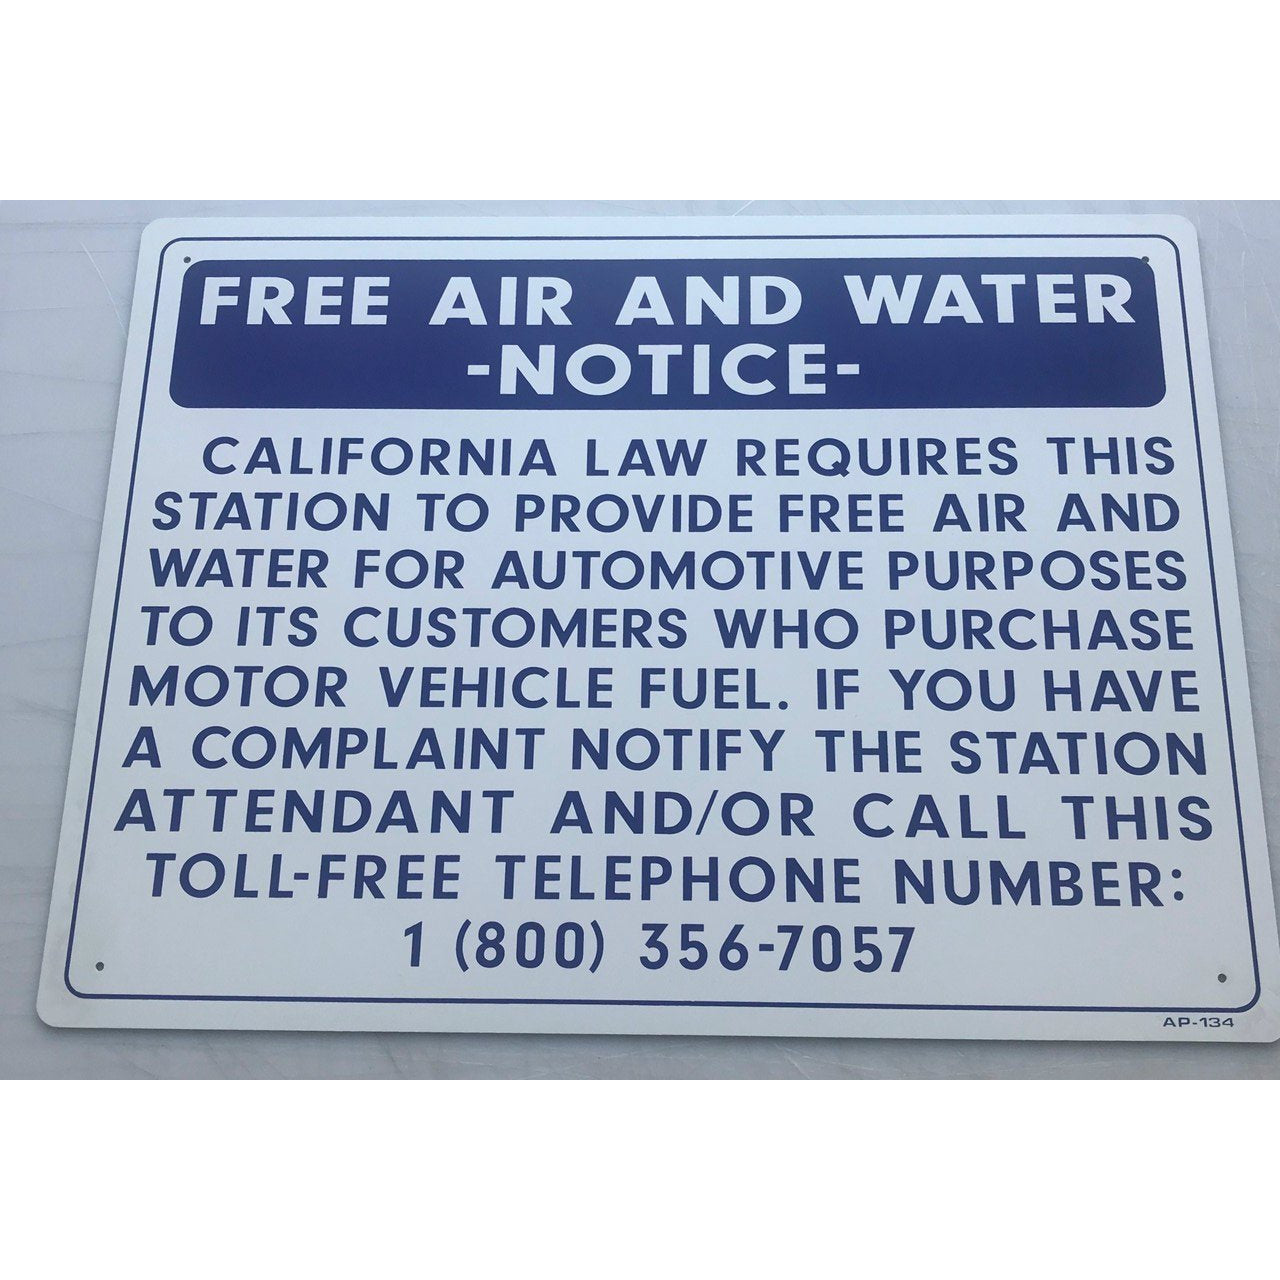 FREE AIR AND WATER
-NOTICE-
CALIFORNIA LAW REQUIRES THIS
STATION TO PROVIDE FREE AIR AND
WATER FOR AUTOMOTIVE PURPOSES
TO ITS CUSTOMERS WHO PURCHASE
MOTOR VEHICLE FUEL. IF YOU HAVE
A COMPLAINT NOTIFY THE STATION
ATTENDANT AND/OR CALL THIS
TOLL-FREE TELEPHONE NUMBER:
1 (800) 356-7057
AP-134